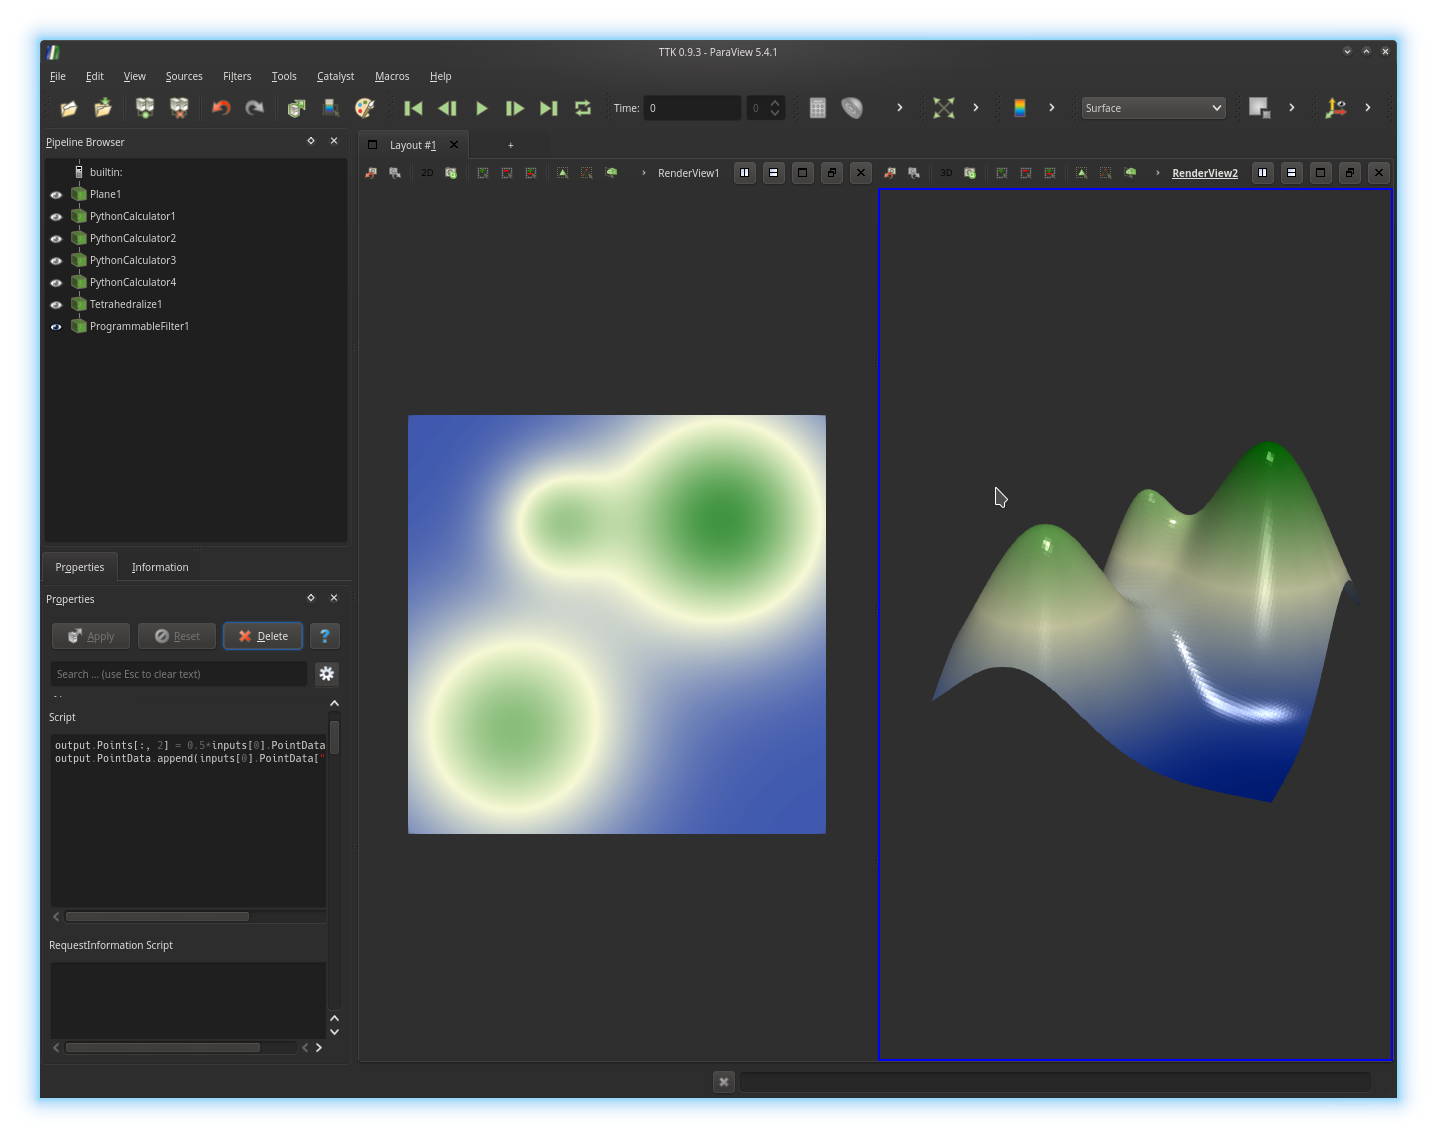 TTK 0.9.3 - ParaView 5.4.1
File Edit View Sources Filters Tools Catalyst Macros Help
Time: 0 0 Surface
Pipeline Browser
Layout #1 +
builtin:
Plane1
PythonCalculator1
PythonCalculator2
PythonCalculator3
PythonCalculator4
Tetrahedralize1
ProgrammableFilter1
2D RenderView1
3D RenderView2
Properties Information
Properties
Apply Reset Delete ?
Search ... (use Esc to clear text)
Script
output.Points[:, 2] = 0.5*inputs[0].PointData
output.PointData.append(inputs[0].PointData["
RequestInformation Script